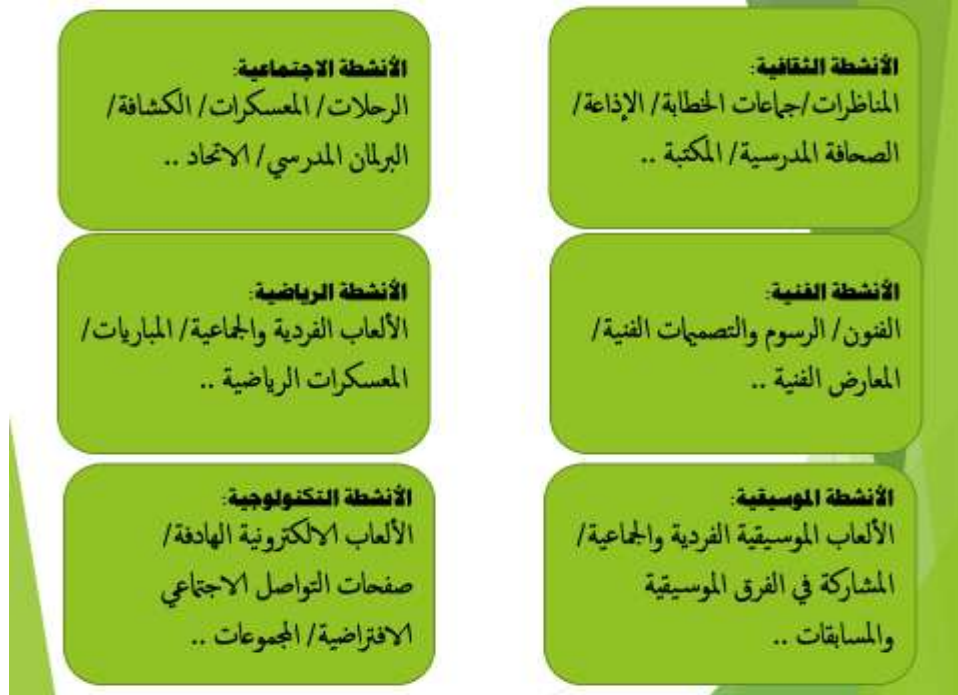 الأنشطة الثقافية:
المناظرات/جماعات الخطابة/ الإذاعة/
الصحافة المدرسية/ المكتبة ..
الأنشطة الاجتماعية:
الرحلات/ المعسكرات/ الكشافة/
البرلمان المدرسي/ الاتحاد ..
الأنشطة الفنية:
الفنون/ الرسوم والتصميمات الفنية/
المعارض الفنية ..
الأنشطة الرياضية:
الألعاب الفردية والجماعية/ المباريات/
المعسكرات الرياضية ..
الأنشطة الموسيقية:
الألعاب الموسيقية الفردية والجماعية/
المشاركة في الفرق الموسيقية
والمسابقات ..
الأنشطة التكنولوجية:
الألعاب الالكترونية الهادفة/
صفحات التواصل الاجتماعي
الافتراضية/ المجموعات ..